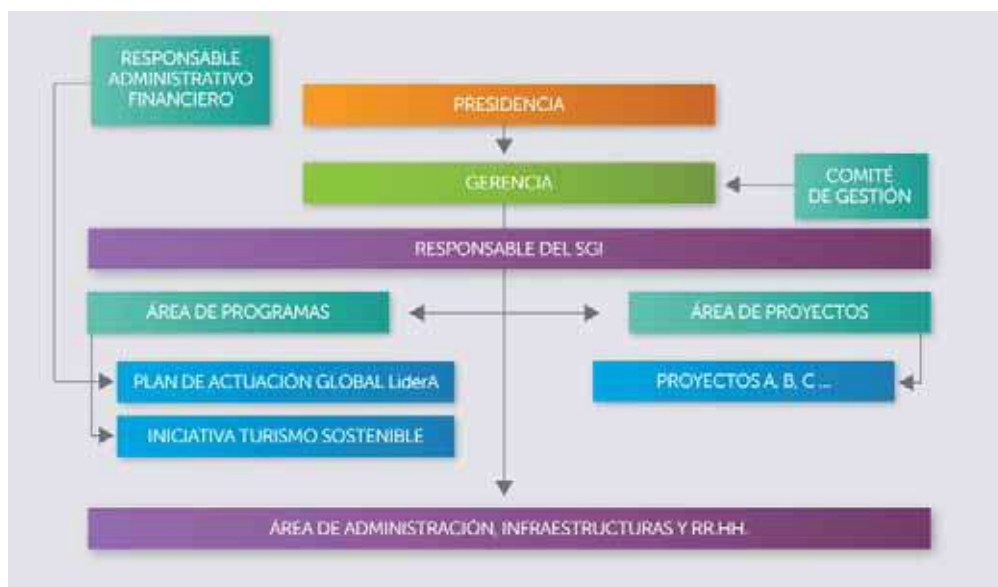 RESPONSABLE
ADMINISTRATIVO
FINANCIERO
PRESIDENCIA
GERENCIA
COMITÉ
DE GESTIÓN
RESPONSABLE DEL SGI
ÁREA DE PROGRAMAS
ÁREA DE PROYECTOS
PLAN DE ACTUACIÓN GLOBAL LiderA
PROYECTOS A, B, C ...
INICIATIVA TURISMO SOSTENIBLE
ÁREA DE ADMINISTRACIÓN, INFRAESTRUCTURAS Y RR.HH.